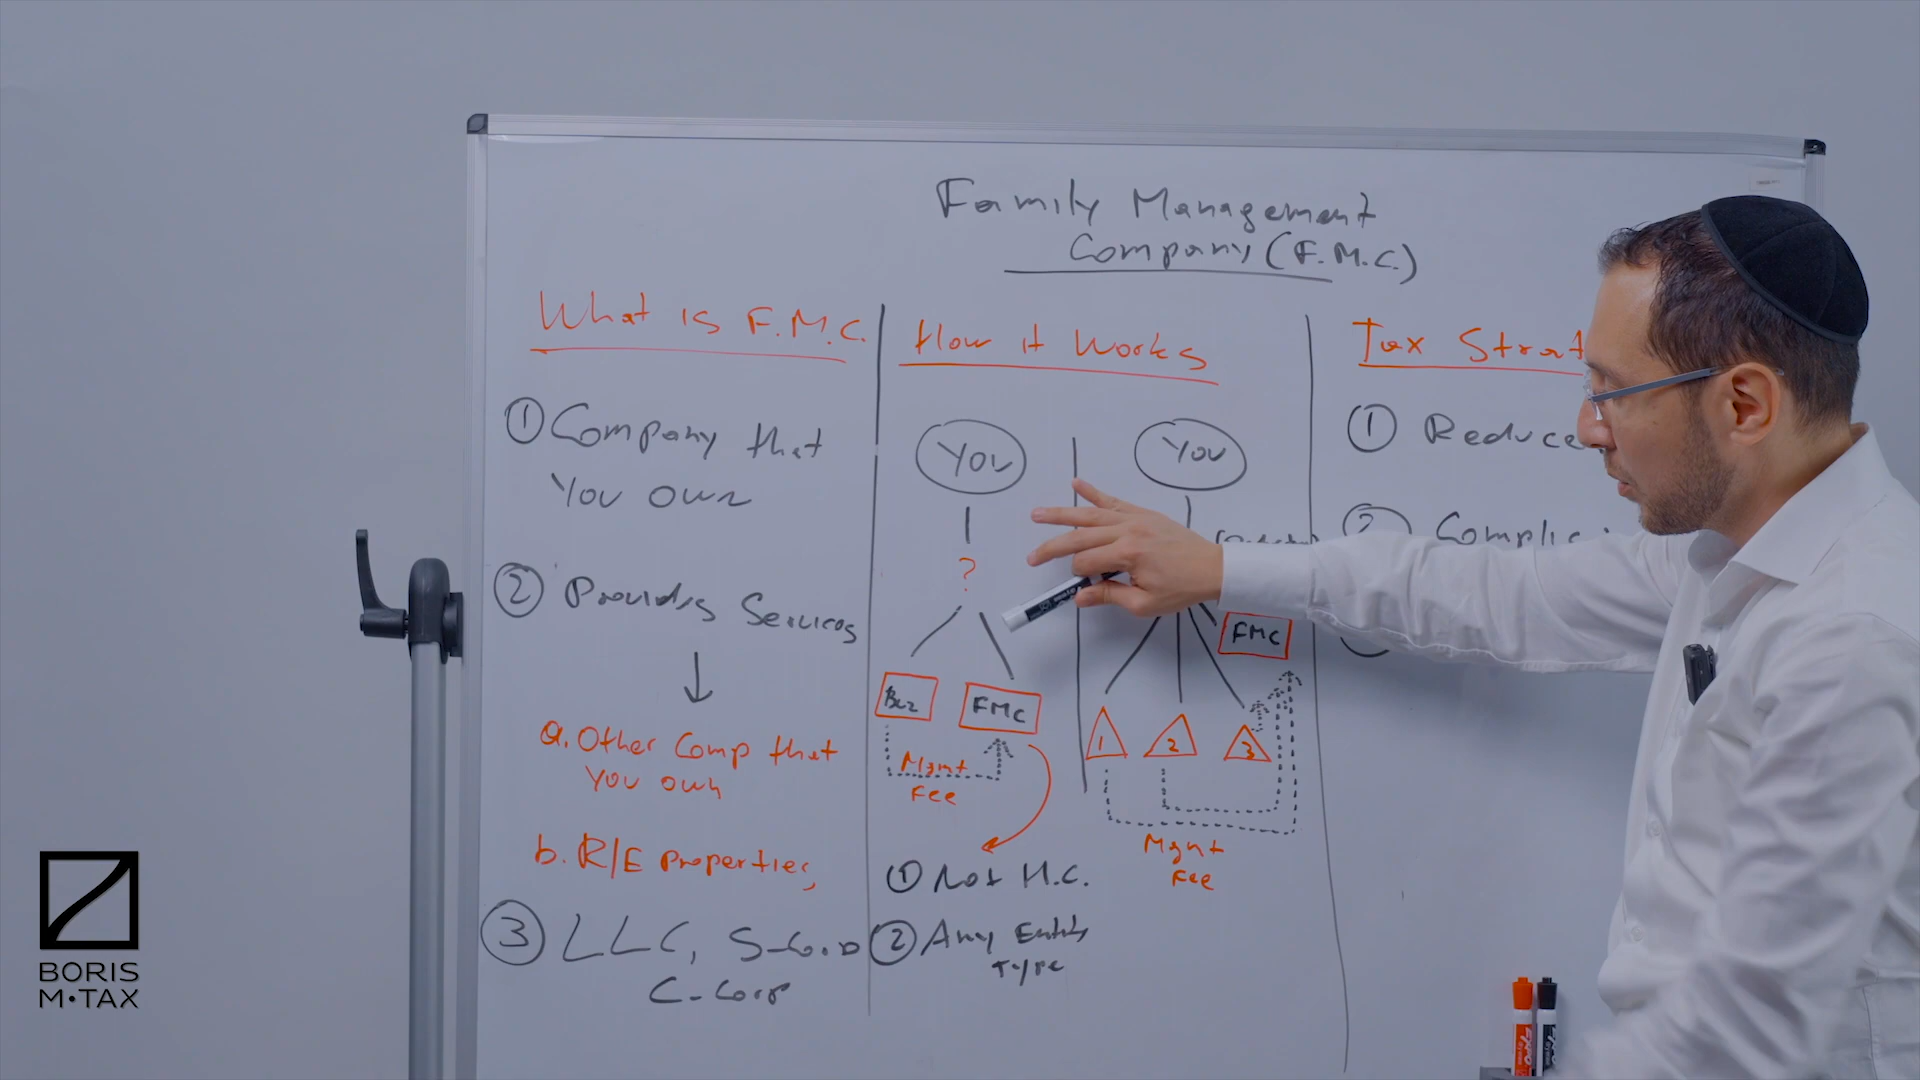 Family Management
Company (F.M.C.)
What is F.M.C.
① Company that
You Own
② Provides Services
a. Other Comp that
You own
b. R/E Properties,
③ LLC, S-Corp
C-Corp
How it Works
You
?
Biz
FMC
Mgmt
Fee
① Not H.C.
② Any Entity
Type
You
FMC
1
2
3
Mgmt
Fee
Tax Strat
① Reduce
②
BORIS
M•TAX
EXPO